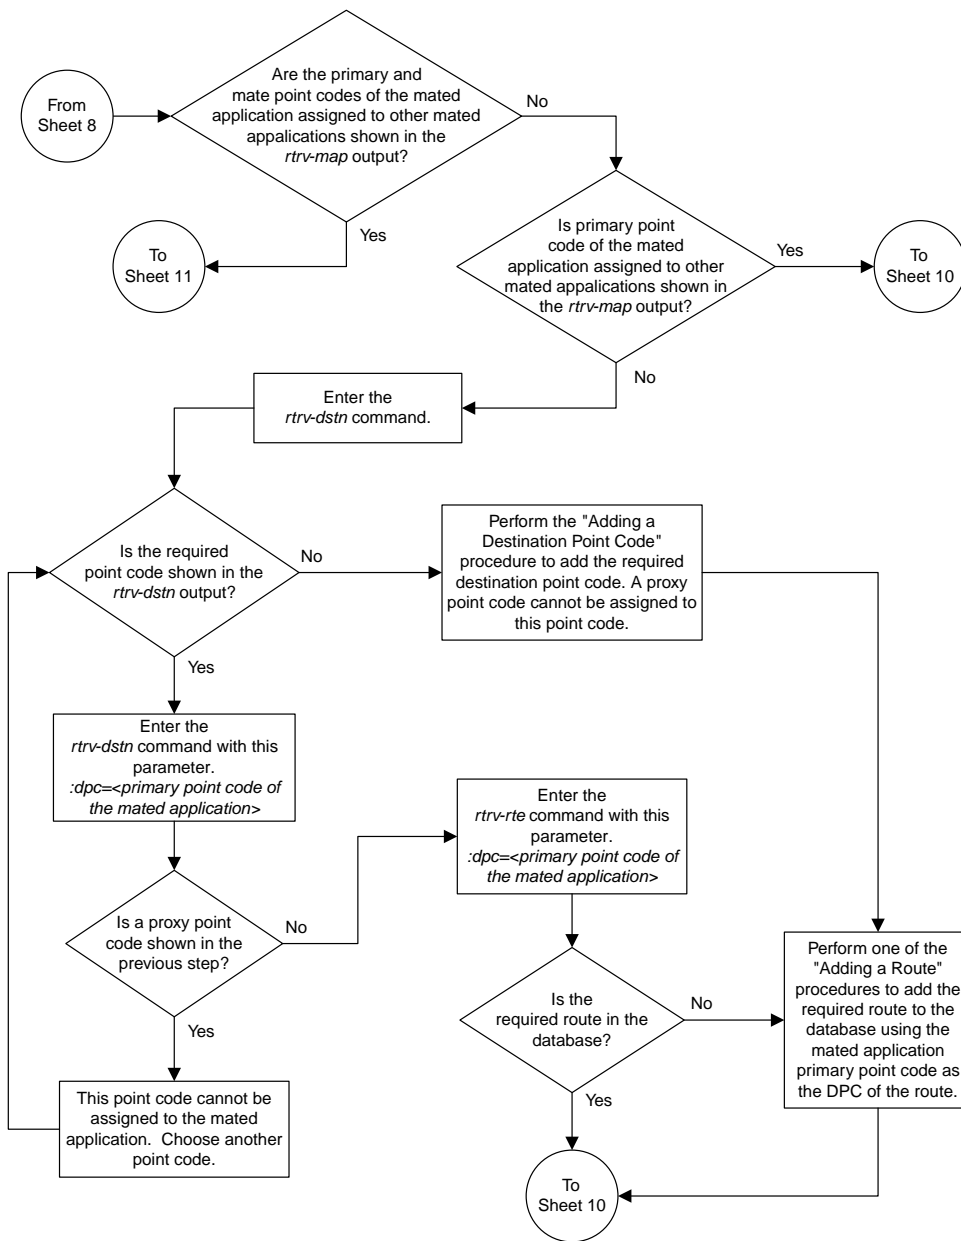 From
Sheet 8
Are the primary and
mate point codes of the mated
application assigned to other mated
appalications shown in the
rtrv-map output?
No
Yes
To
Sheet 11
Is primary point
code of the mated
application assigned to other
mated appalications shown in
the rtrv-map output?
Yes
To
Sheet 10
No
Enter the
rtrv-dstn command.
Is the required
point code shown in the
rtrv-dstn output?
No
Perform the "Adding a
Destination Point Code"
procedure to add the required
destination point code. A proxy
point code cannot be assigned to
this point code.
Yes
Enter the
rtrv-dstn command with this
parameter.
:dpc=<primary point code of
the mated application>
Is a proxy point
code shown in the
previous step?
No
Enter the
rtrv-rte command with this
parameter.
:dpc=<primary point code of
the mated application>
Yes
This point code cannot be
assigned to the mated
application.  Choose another
point code.
Is the
required route in the
database?
No
Perform one of the
"Adding a Route"
procedures to add the
required route to the
database using the
mated application
primary point code as
the DPC of the route.
Yes
To
Sheet 10